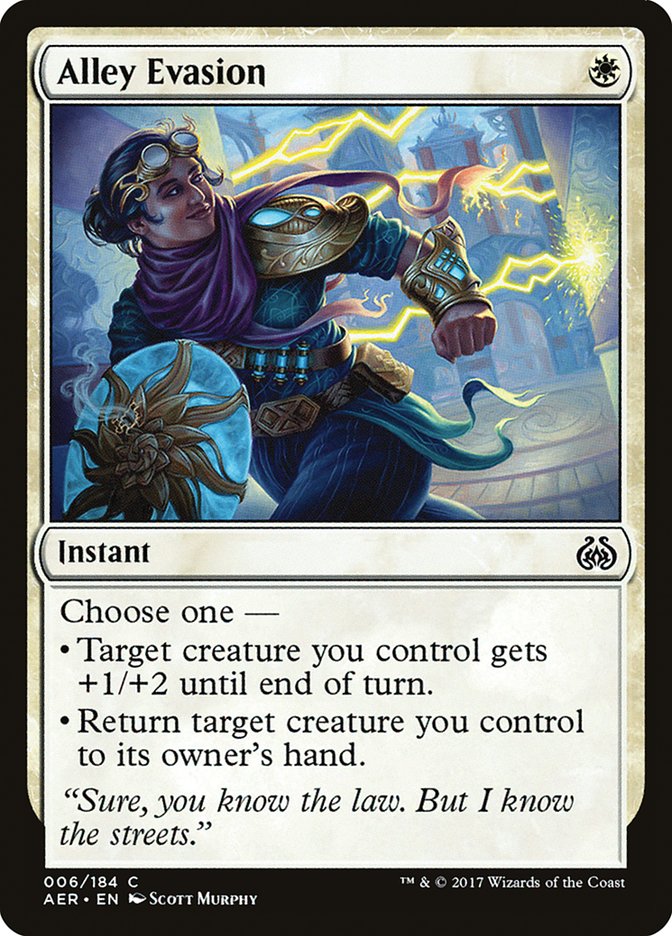 Alley Evasion
Instant
Choose one —
• Target creature you control gets
+1/+2 until end of turn.
• Return target creature you control
to its owner's hand.
“Sure, you know the law. But I know
the streets.”
006/184 C
AER • EN Scott Murphy
™ & © 2017 Wizards of the Coast